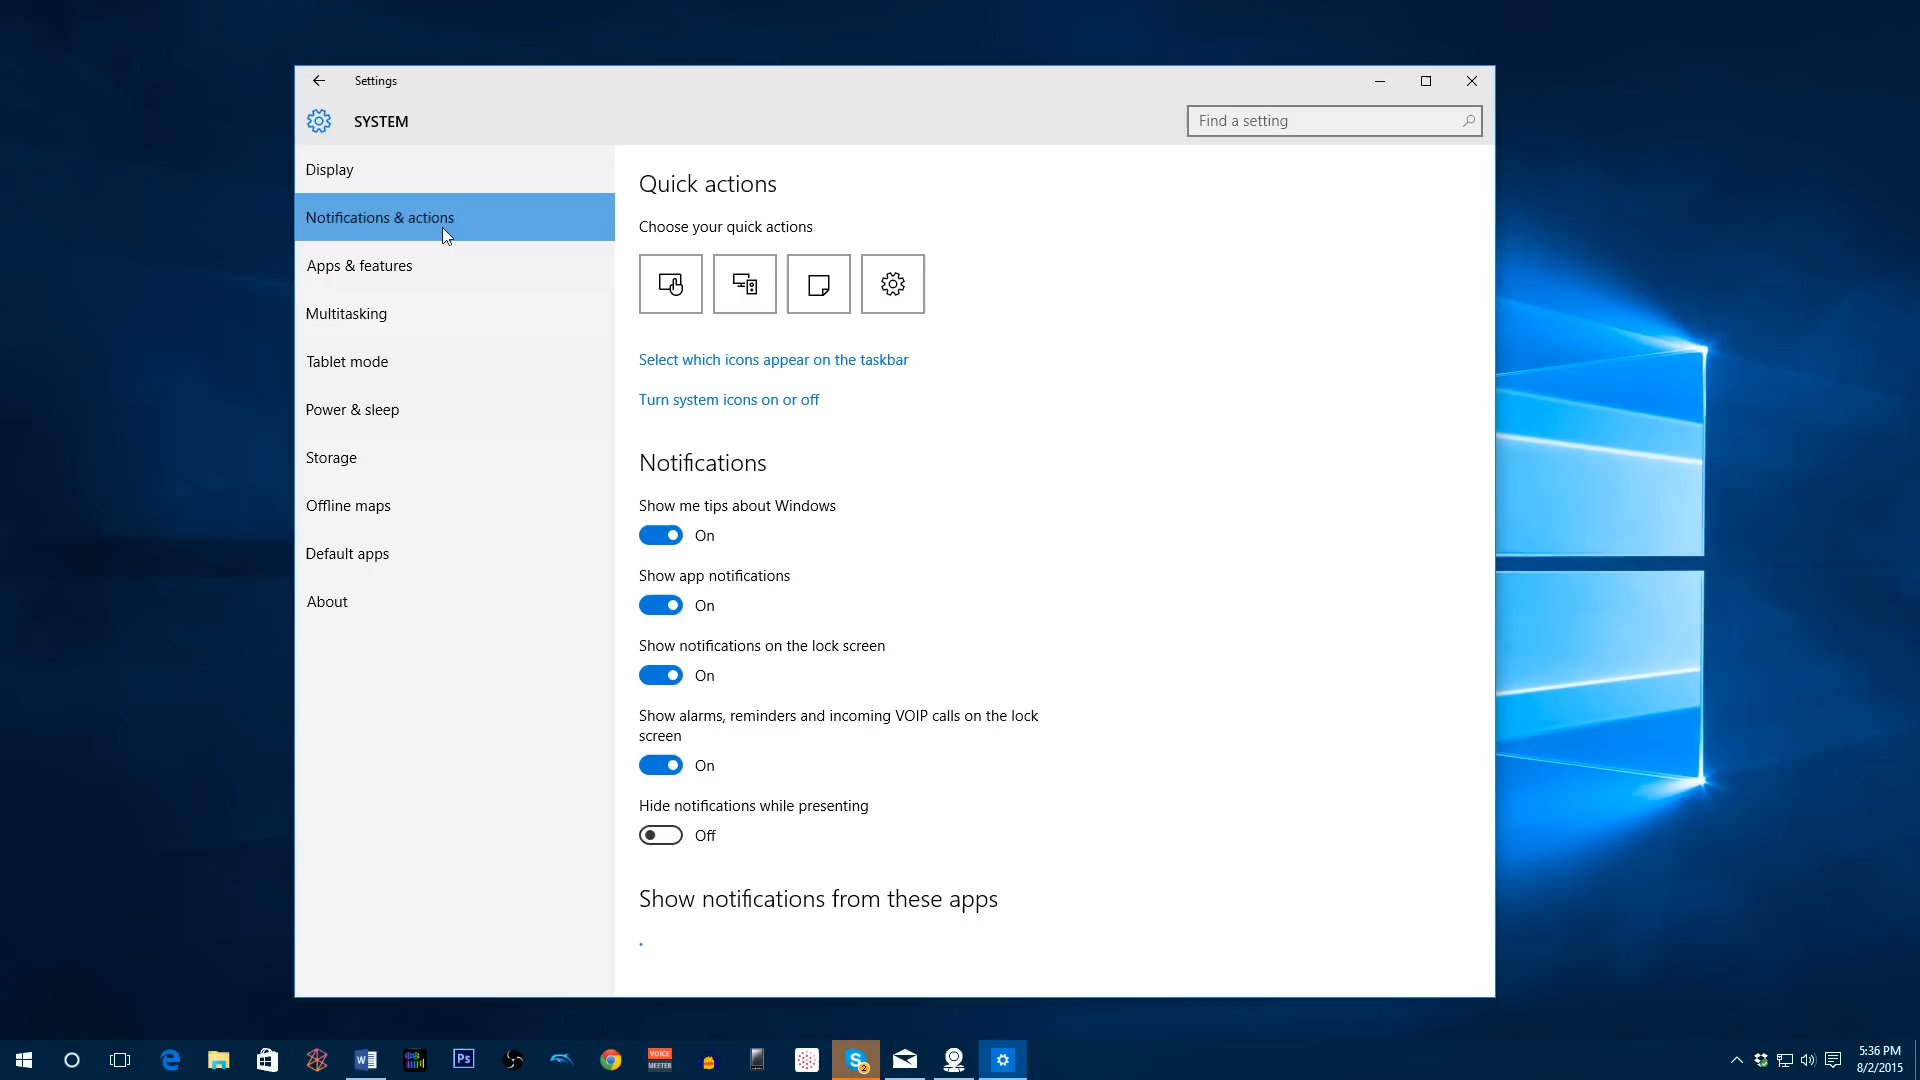 Settings
SYSTEM
Find a setting
Display
Notifications & actions
Apps & features
Multitasking
Tablet mode
Power & sleep
Storage
Offline maps
Default apps
About
Quick actions
Choose your quick actions
Select which icons appear on the taskbar
Turn system icons on or off
Notifications
Show me tips about Windows
On
Show app notifications
On
Show notifications on the lock screen
On
Show alarms, reminders and incoming VOIP calls on the lock
screen
On
Hide notifications while presenting
Off
Show notifications from these apps
W
Ps
VOICE
MEETER
S
2
5:36 PM
8/2/2015